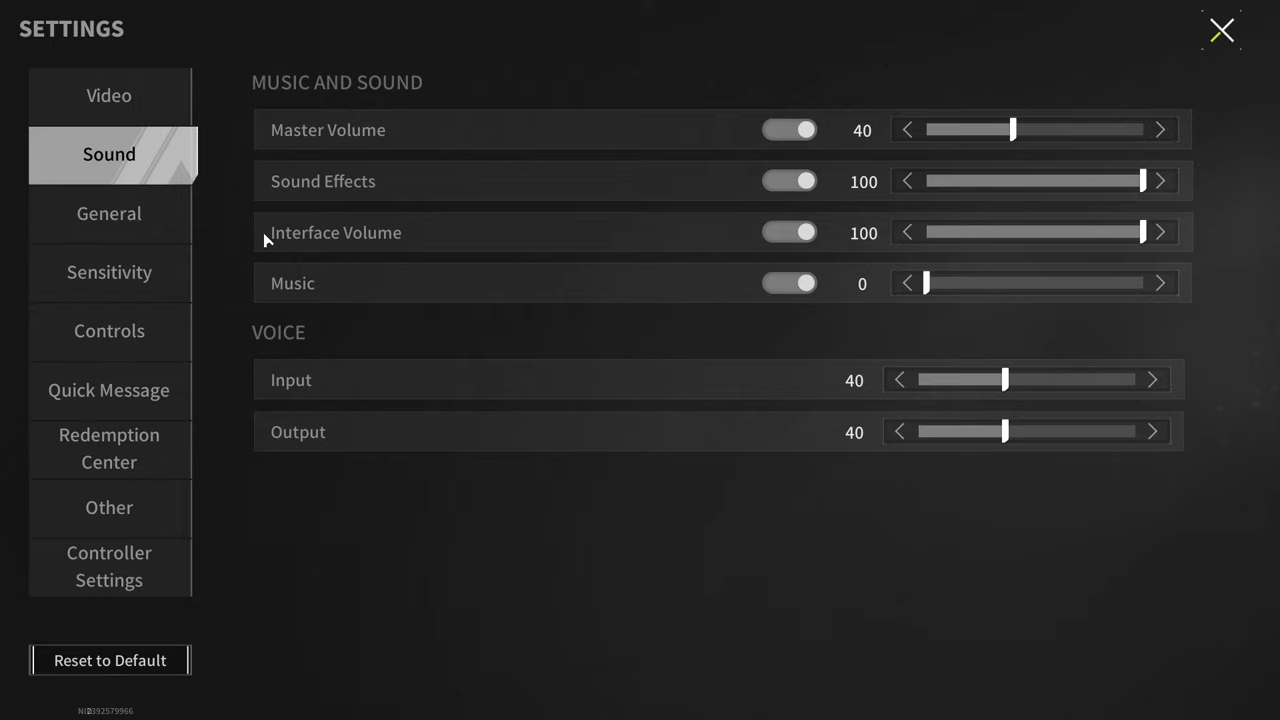 SETTINGS
Video
Sound
General
Sensitivity
Controls
Quick Message
Redemption
Center
Other
Controller
Settings
Reset to Default
MUSIC AND SOUND
Master Volume 40
Sound Effects 100
Interface Volume 100
Music 0
VOICE
Input 40
Output 40